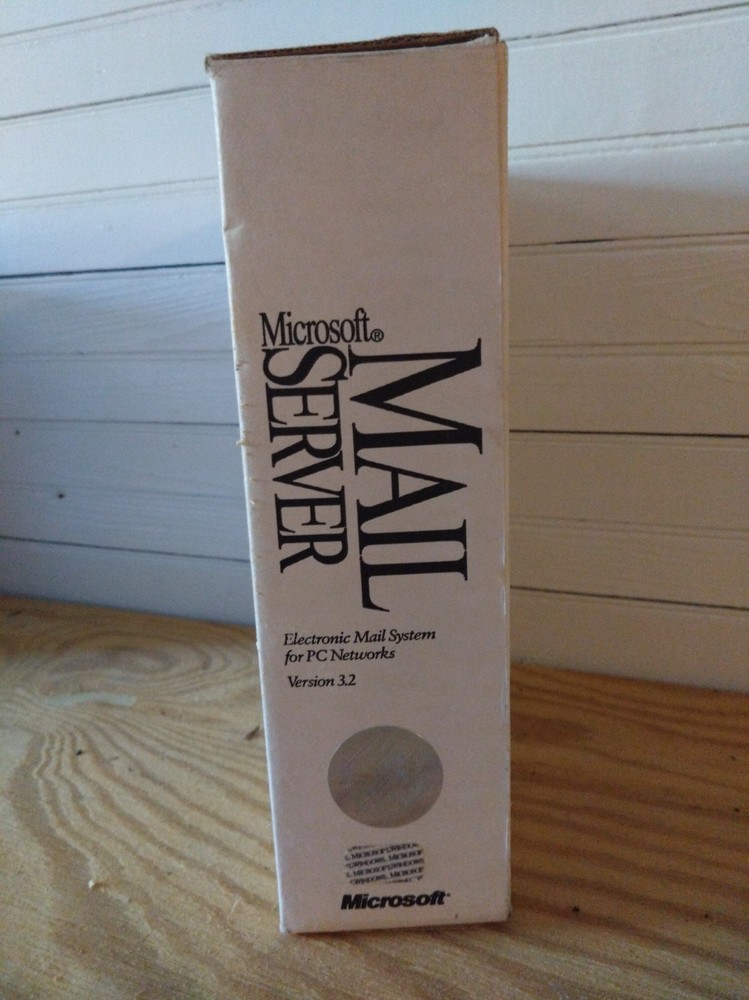 Microsoft®
MAIL
SERVER
Electronic Mail System
for PC Networks
Version 3.2
Microsoft